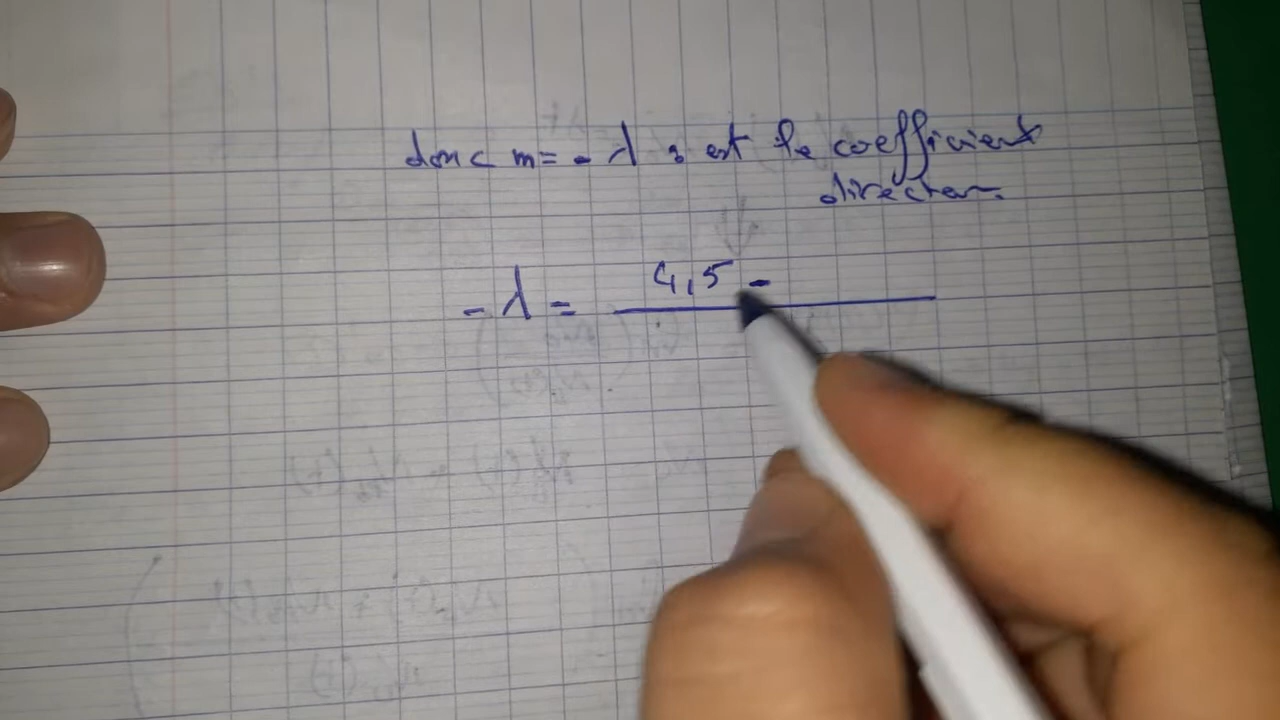 donc m = - λ : est le coefficient
directeur.
- λ = 4,5 -